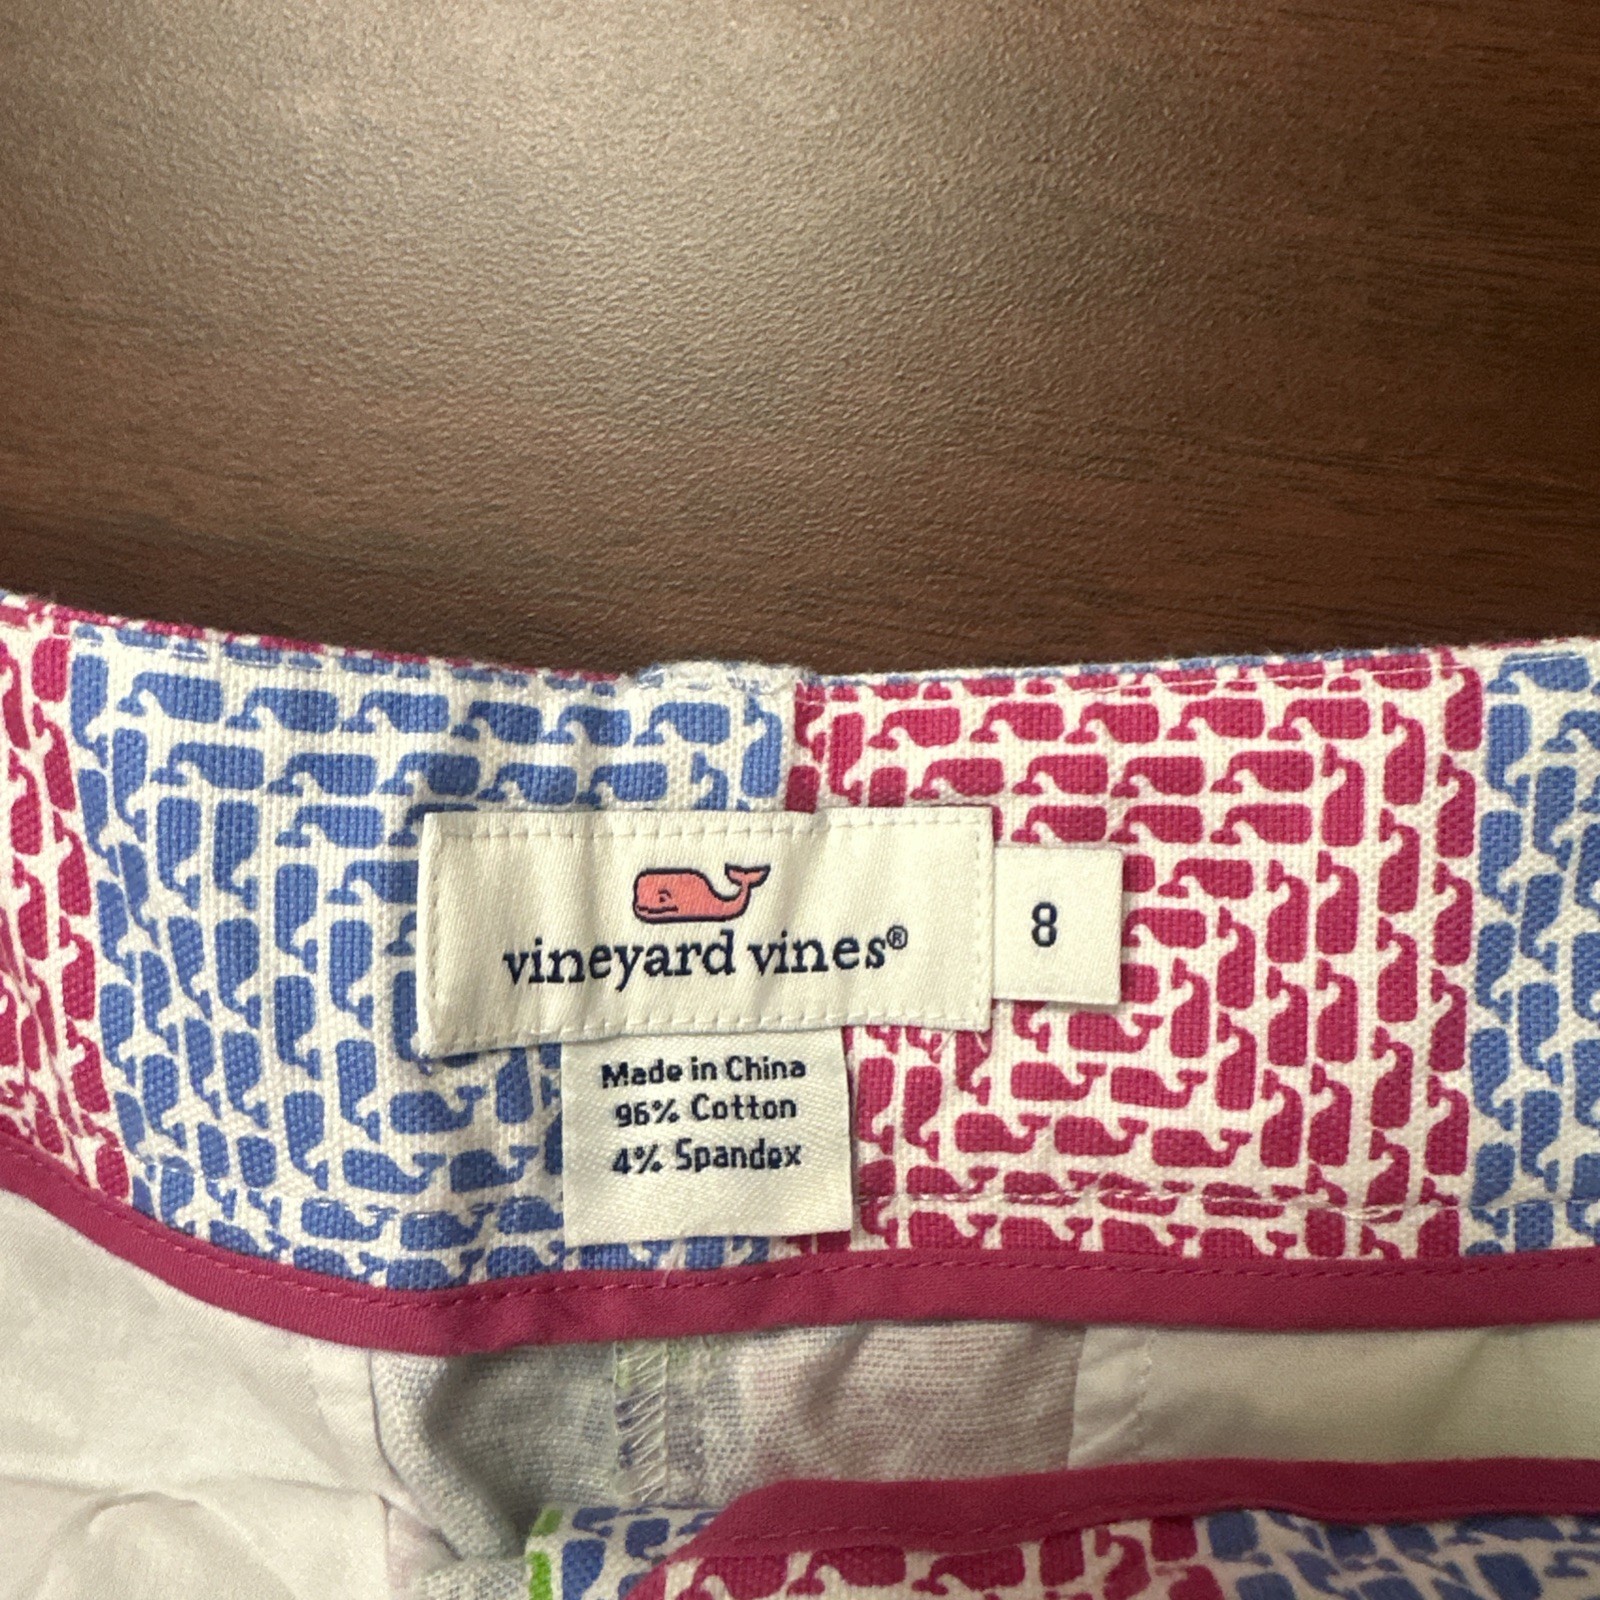 vineyard vines®
8
Made in China
96% Cotton
4% Spandex